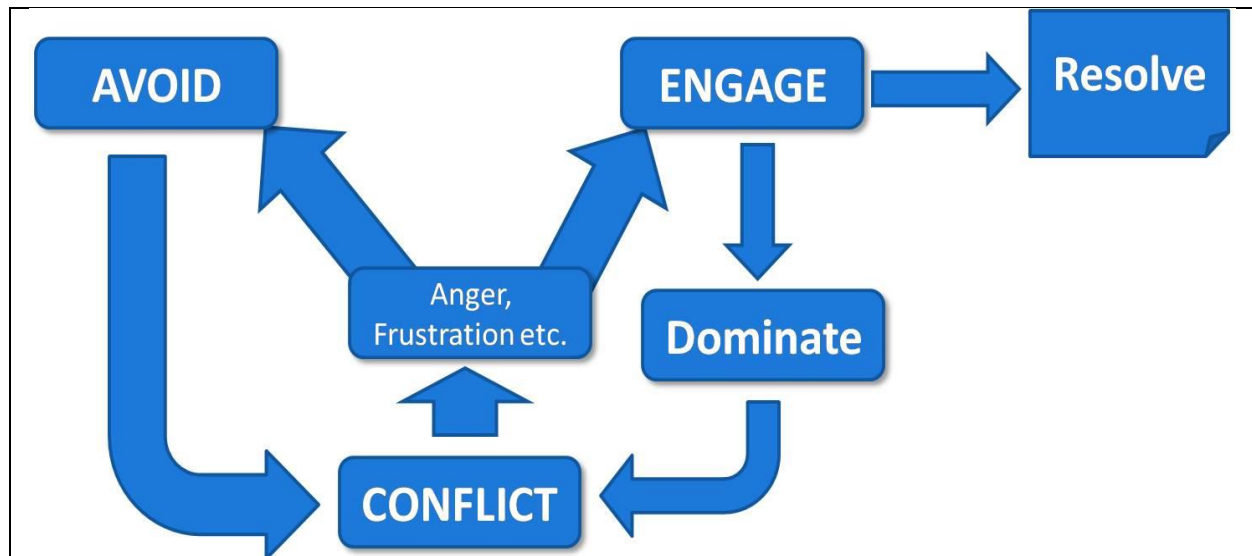 AVOID
ENGAGE
Resolve
Anger,
Frustration etc.
Dominate
CONFLICT